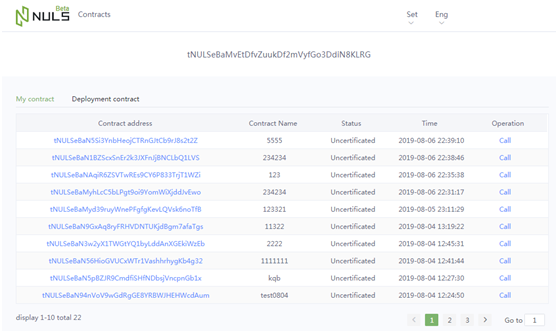 NULS Beta Contracts Set Eng
tNULSeBaMvEtDfvZuukDf2mVyfGo3DdiN8KLRG
My contract Deployment contract
Contract address Contract Name Status Time Operation
tNULSeBaN5Si3YnbHeojCTRnGJtCb9rJ8s2t2Z 5555 Uncertificated 2019-08-06 22:39:10 Call
tNULSeBaN1BZScxSnEr2k3JXFnJjBNCLbQ1LVS 234234 Uncertificated 2019-08-06 22:38:46 Call
tNULSeBaNAqiR6ZSVTwREs9CY6P833TrjT1WZi 123 Uncertificated 2019-08-06 22:35:38 Call
tNULSeBaMyhLcC5bLPgt9oi9YomWiXjddJvEwo 234234 Uncertificated 2019-08-06 22:31:17 Call
tNULSeBaMyd39ruyWnePFgfgKevLQVxk6noTfB 123321 Uncertificated 2019-08-05 23:11:29 Call
tNULSeBaN9GxAq8ryFRHVDNTUKjdBgm7afaTgs 11322 Uncertificated 2019-08-04 13:19:22 Call
tNULSeBaN3w2yX1TWGtYQ1byLddAnXGEkiWzEb 2222 Uncertificated 2019-08-04 12:45:31 Call
tNULSeBaN56HioGVUCxWTr1VashhrhygKb4g32 1111111 Uncertificated 2019-08-04 12:41:44 Call
tNULSeBaN5pBZJR9CmdfiSHfNDbsjVncpnGb1x kqb Uncertificated 2019-08-04 12:27:30 Call
tNULSeBaN94nVoV9wGdRgGE8YRBWJHEHWcdAum test0804 Uncertificated 2019-08-04 12:24:50 Call
display 1-10 total 22 < 1 2 3 > Go to 1